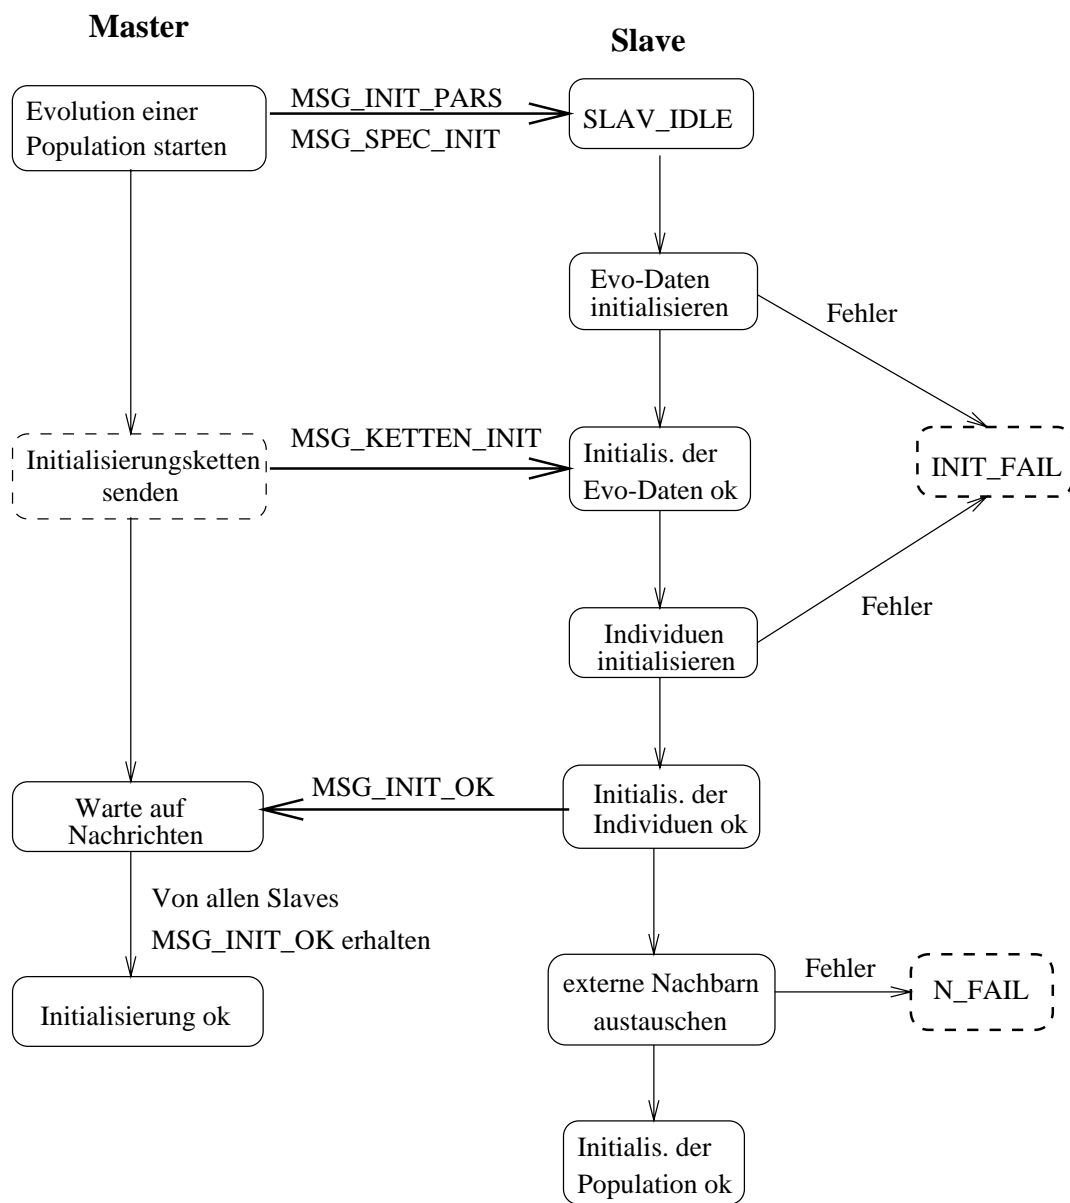 Master
Slave
Evolution einer
Population starten
MSG_INIT_PARS
MSG_SPEC_INIT
SLAV_IDLE
Evo-Daten
initialisieren
Fehler
Initialisierungsketten
senden
MSG_KETTEN_INIT
Initialis. der
Evo-Daten ok
INIT_FAIL
Individuen
initialisieren
Fehler
Warte auf
Nachrichten
MSG_INIT_OK
Initialis. der
Individuen ok
Von allen Slaves
MSG_INIT_OK erhalten
Initialisierung ok
externe Nachbarn
austauschen
Fehler
N_FAIL
Initialis. der
Population ok